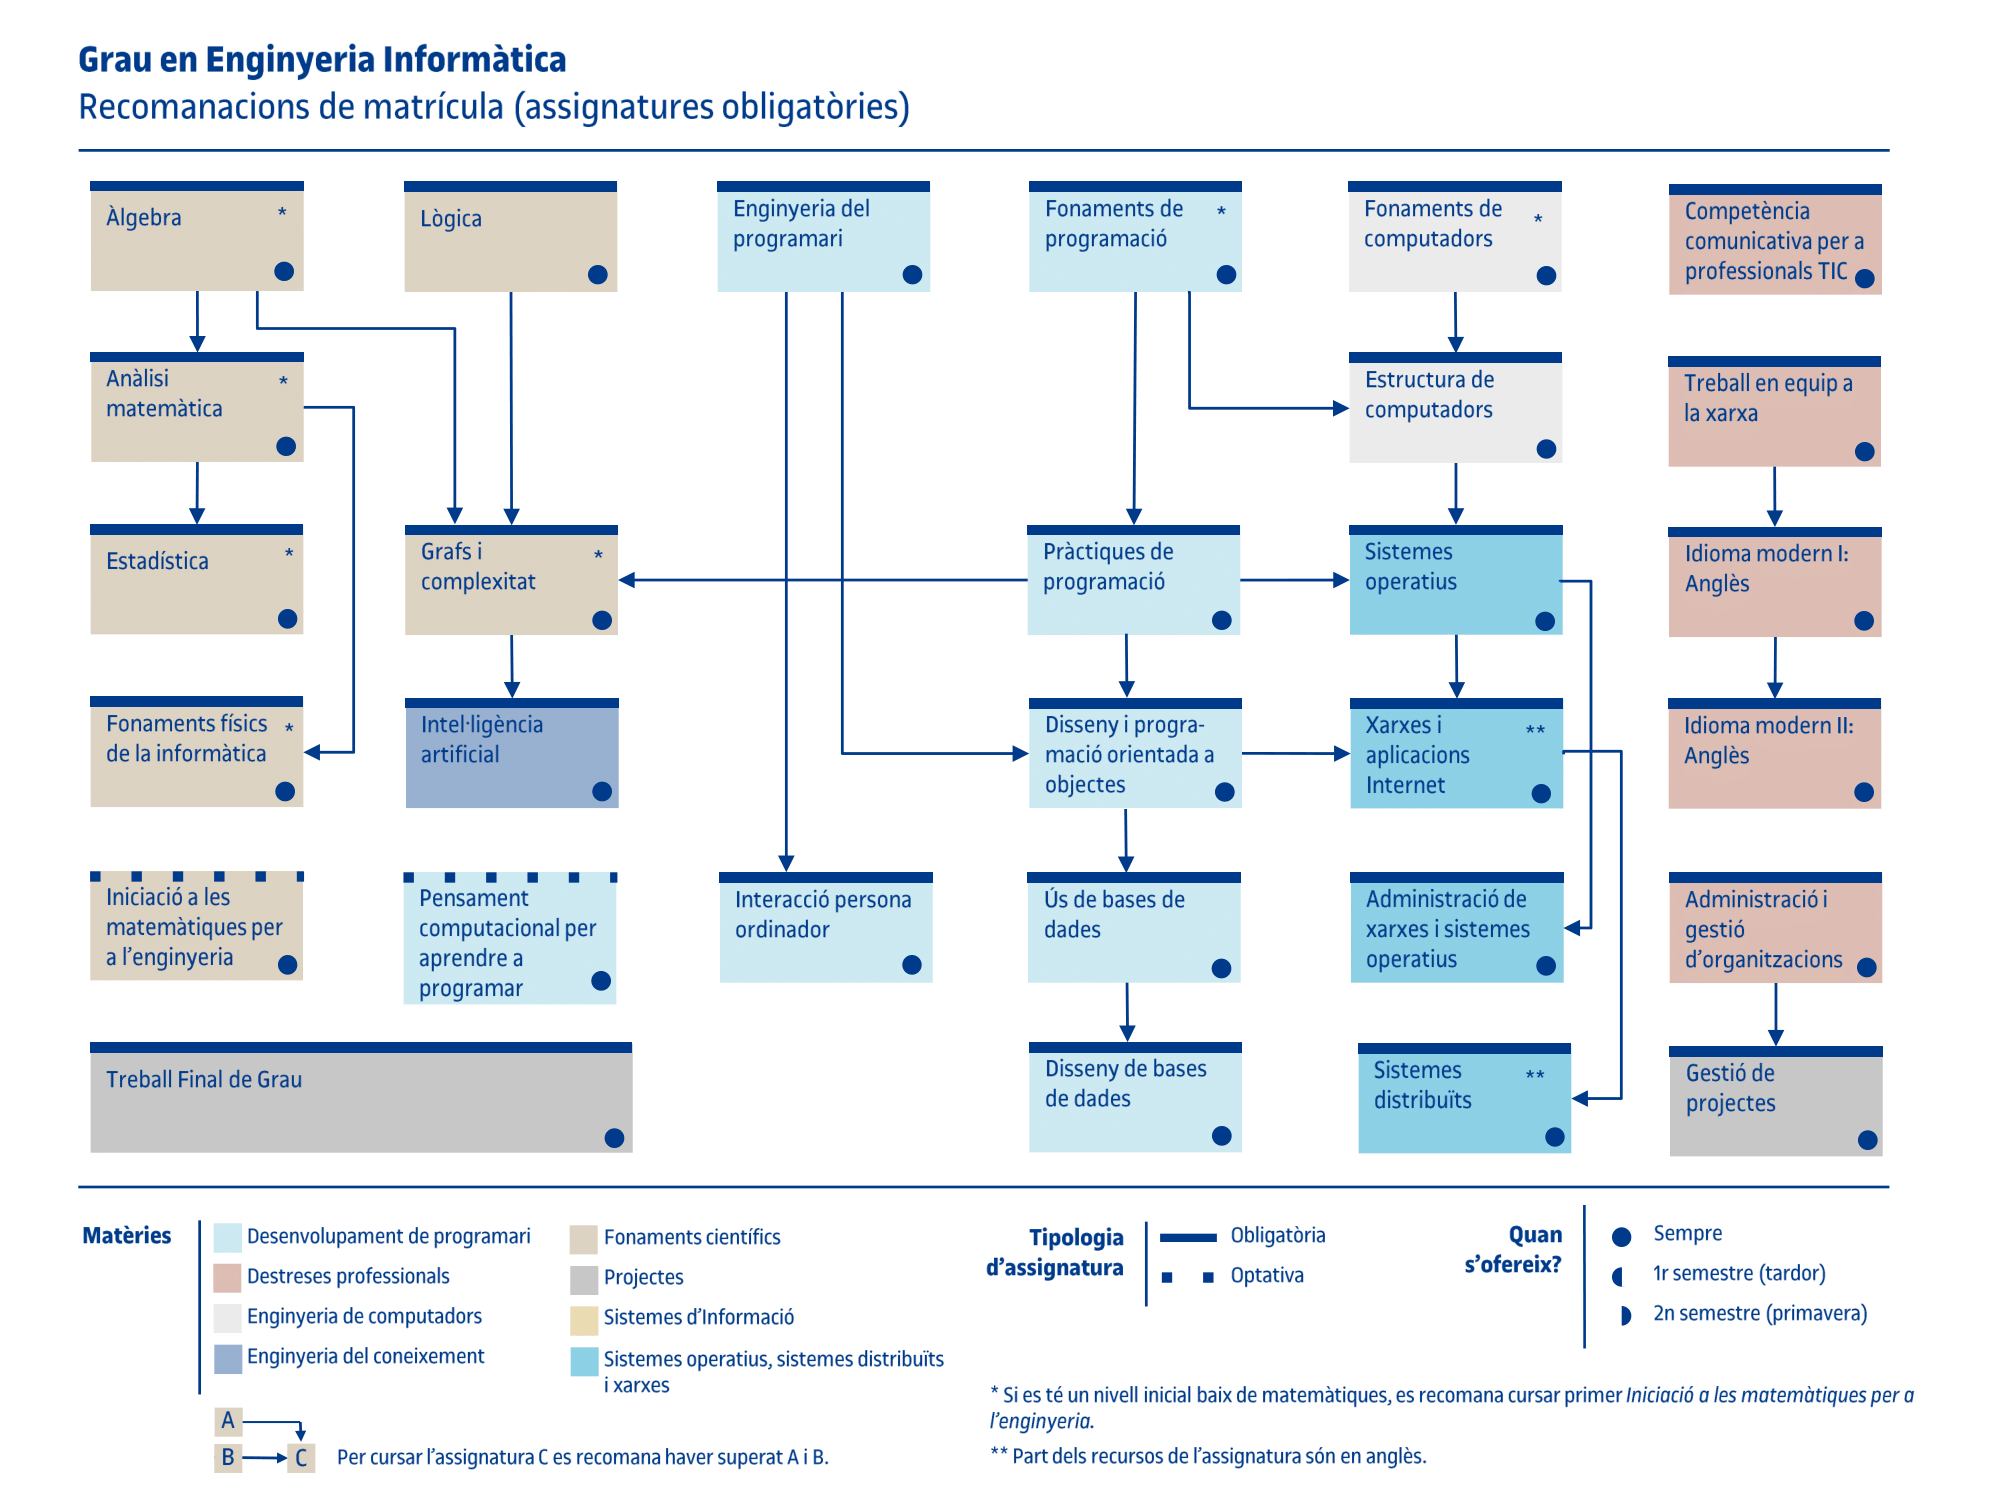 Grau en Enginyeria Informàtica
Recomanacions de matrícula (assignatures obligatòries)
Àlgebra *
Lògica
Enginyeria del
programari
Fonaments de *
programació
Fonaments de *
computadors
Competència
comunicativa per a
professionals TIC
Anàlisi *
matemàtica
Estructura de
computadors
Treball en equip a
la xarxa
Estadística *
Grafs i *
complexitat
Pràctiques de
programació
Sistemes
operatius
Idioma modern I:
Anglès
Fonaments físics *
de la informàtica
Intel·ligència
artificial
Disseny i progra-
mació orientada a
objectes
Xarxes i **
aplicacions
Internet
Idioma modern II:
Anglès
Iniciació a les
matemàtiques per
a l’enginyeria
Pensament
computacional per
aprendre a
programar
Interacció persona
ordinador
Ús de bases de
dades
Administració de
xarxes i sistemes
operatius
Administració i
gestió
d’organitzacions
Treball Final de Grau
Disseny de bases
de dades
Sistemes **
distribuïts
Gestió de
projectes
Matèries
Desenvolupament de programari
Destreses professionals
Enginyeria de computadors
Enginyeria del coneixement
Fonaments científics
Projectes
Sistemes d’Informació
Sistemes operatius, sistemes distribuïts
i xarxes
A
B
C
Per cursar l’assignatura C es recomana haver superat A i B.
Tipologia
d’assignatura
Obligatòria
Optativa
Quan
s’ofereix?
Sempre
1r semestre (tardor)
2n semestre (primavera)
* Si es té un nivell inicial baix de matemàtiques, es recomana cursar primer Iniciació a les matemàtiques per a
l’enginyeria.
** Part dels recursos de l’assignatura són en anglès.